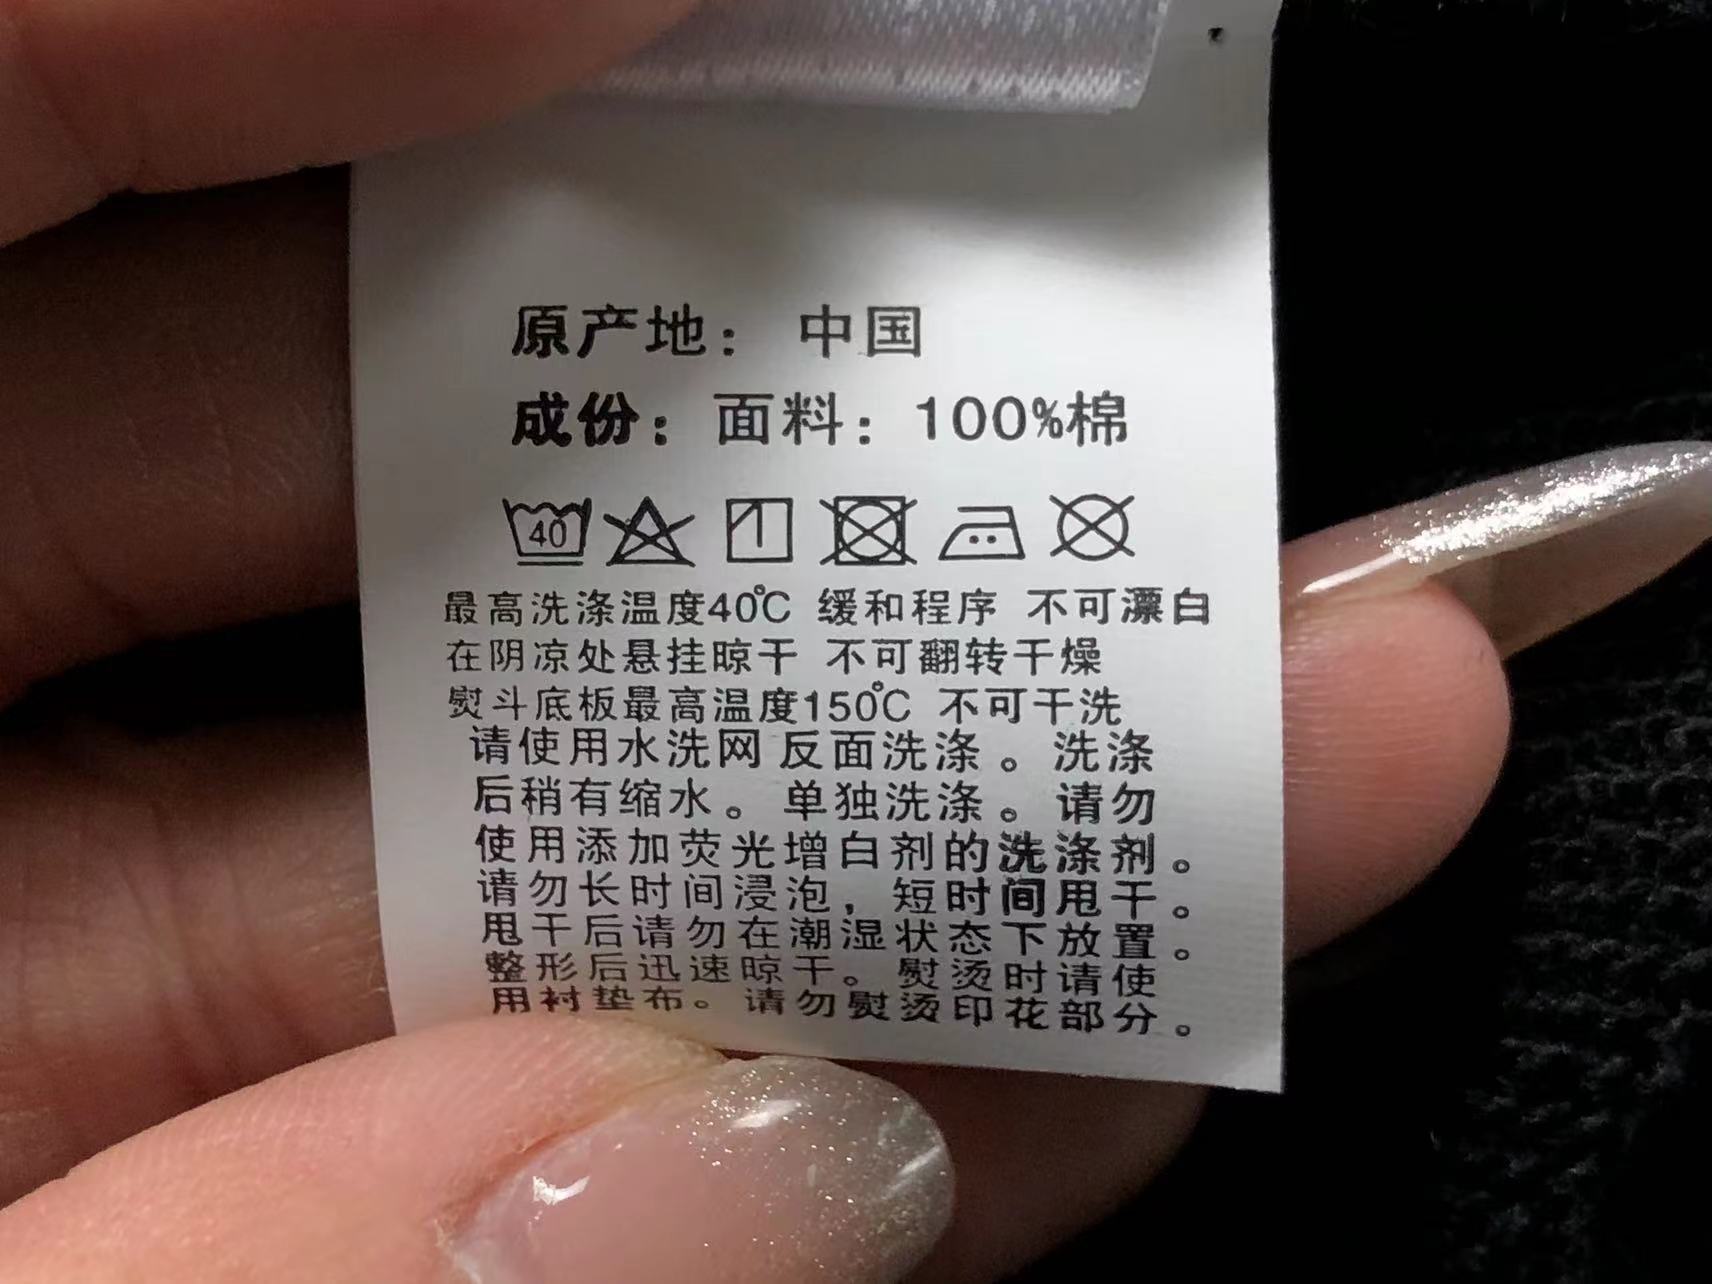 原产地： 中国
成份：面料：100%棉
40
最高洗涤温度40℃ 缓和程序 不可漂白
在阴凉处悬挂晾干 不可翻转干燥
熨斗底板最高温度150℃ 不可干洗
请使用水洗网 反面洗涤。洗涤
后稍有缩水。单独洗涤。请勿
使用添加荧光增白剂的洗涤剂。
请勿长时间浸泡，短时间甩干。
甩干后请勿在潮湿状态下放置。
整形后迅速晾干。熨烫时请使
用衬垫布。请勿熨烫印花部分。